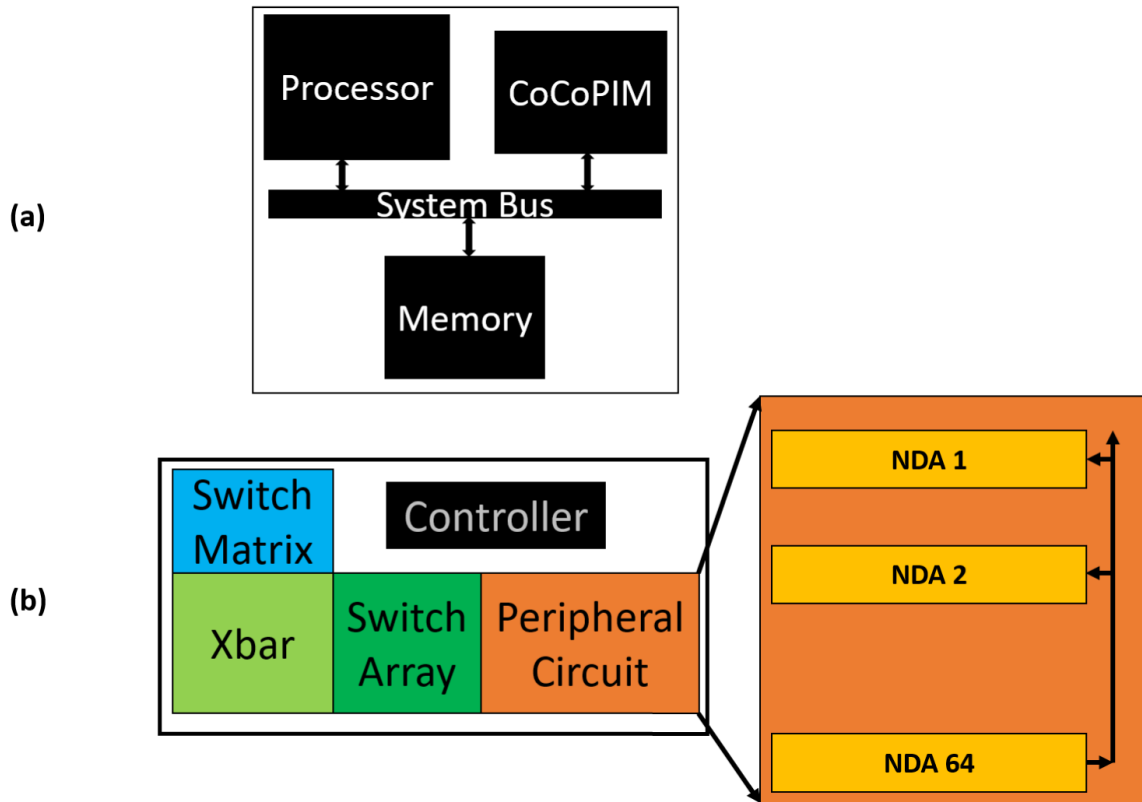 (a)
Processor
CoCoPIM
System Bus
Memory
(b)
Switch
Matrix
Controller
Xbar
Switch
Array
Peripheral
Circuit
NDA 1
NDA 2
NDA 64